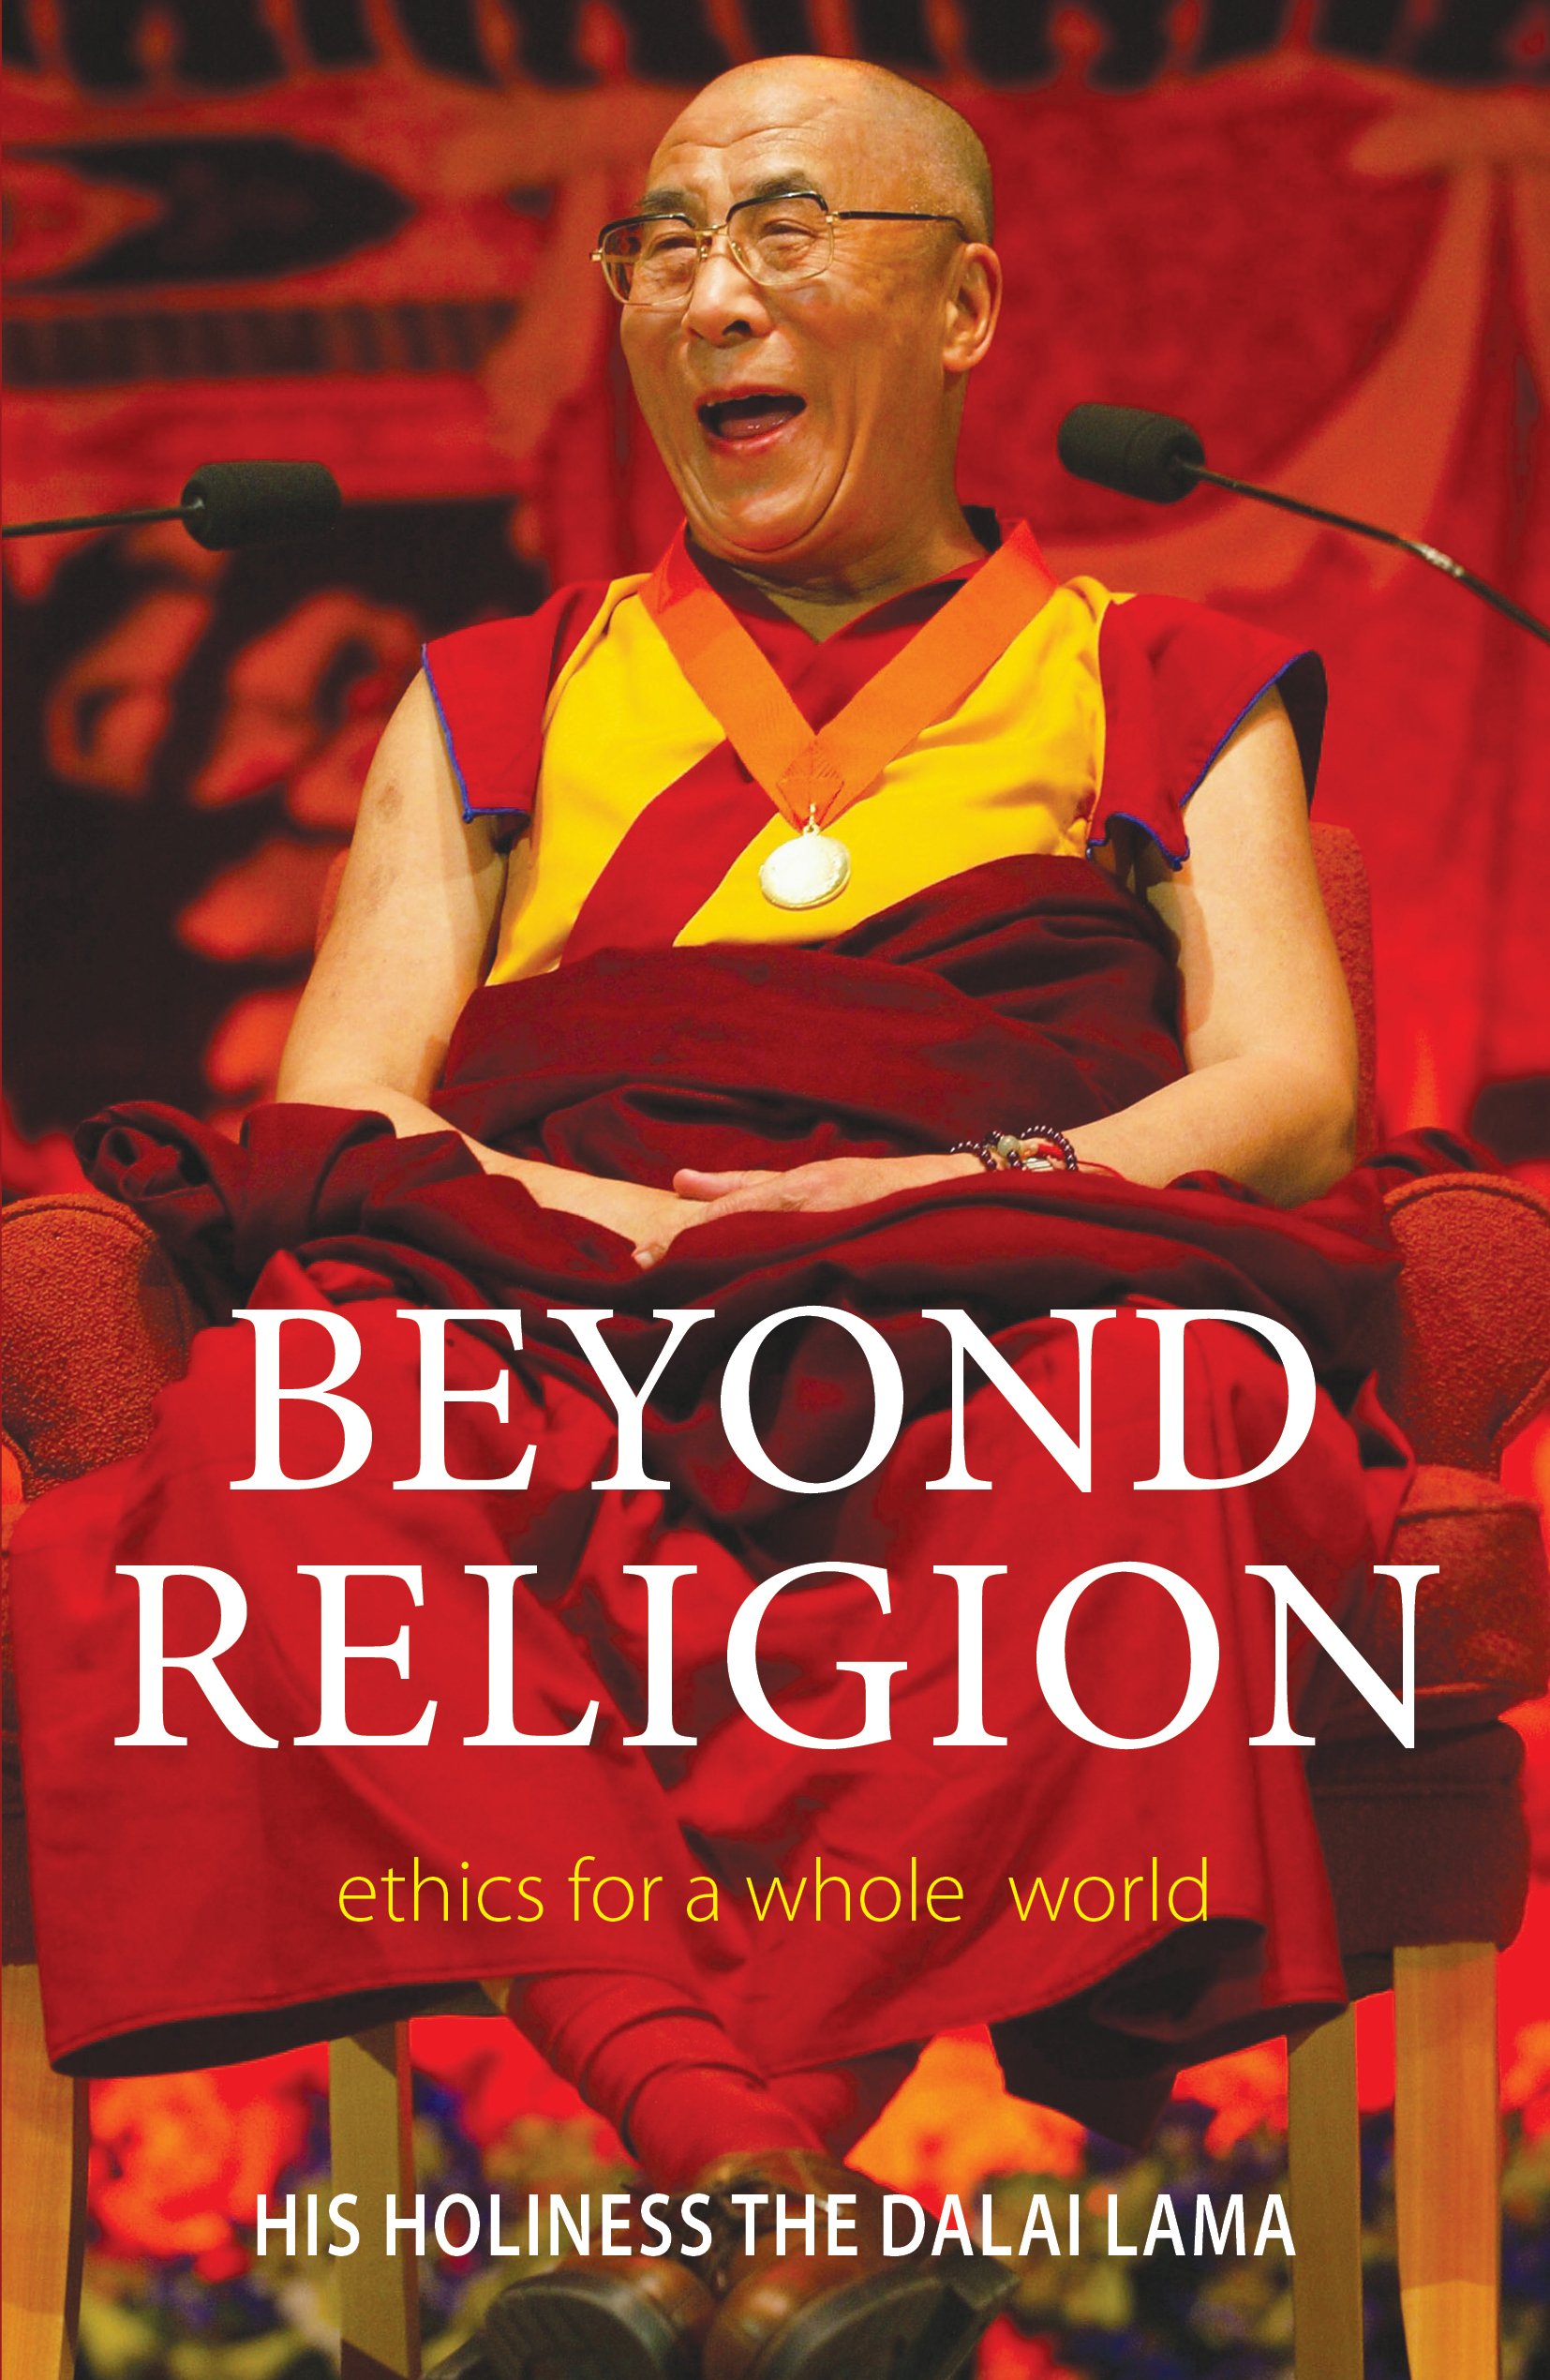 BEYOND
RELIGION
ethics for a whole world
HIS HOLINESS THE DALAI LAMA